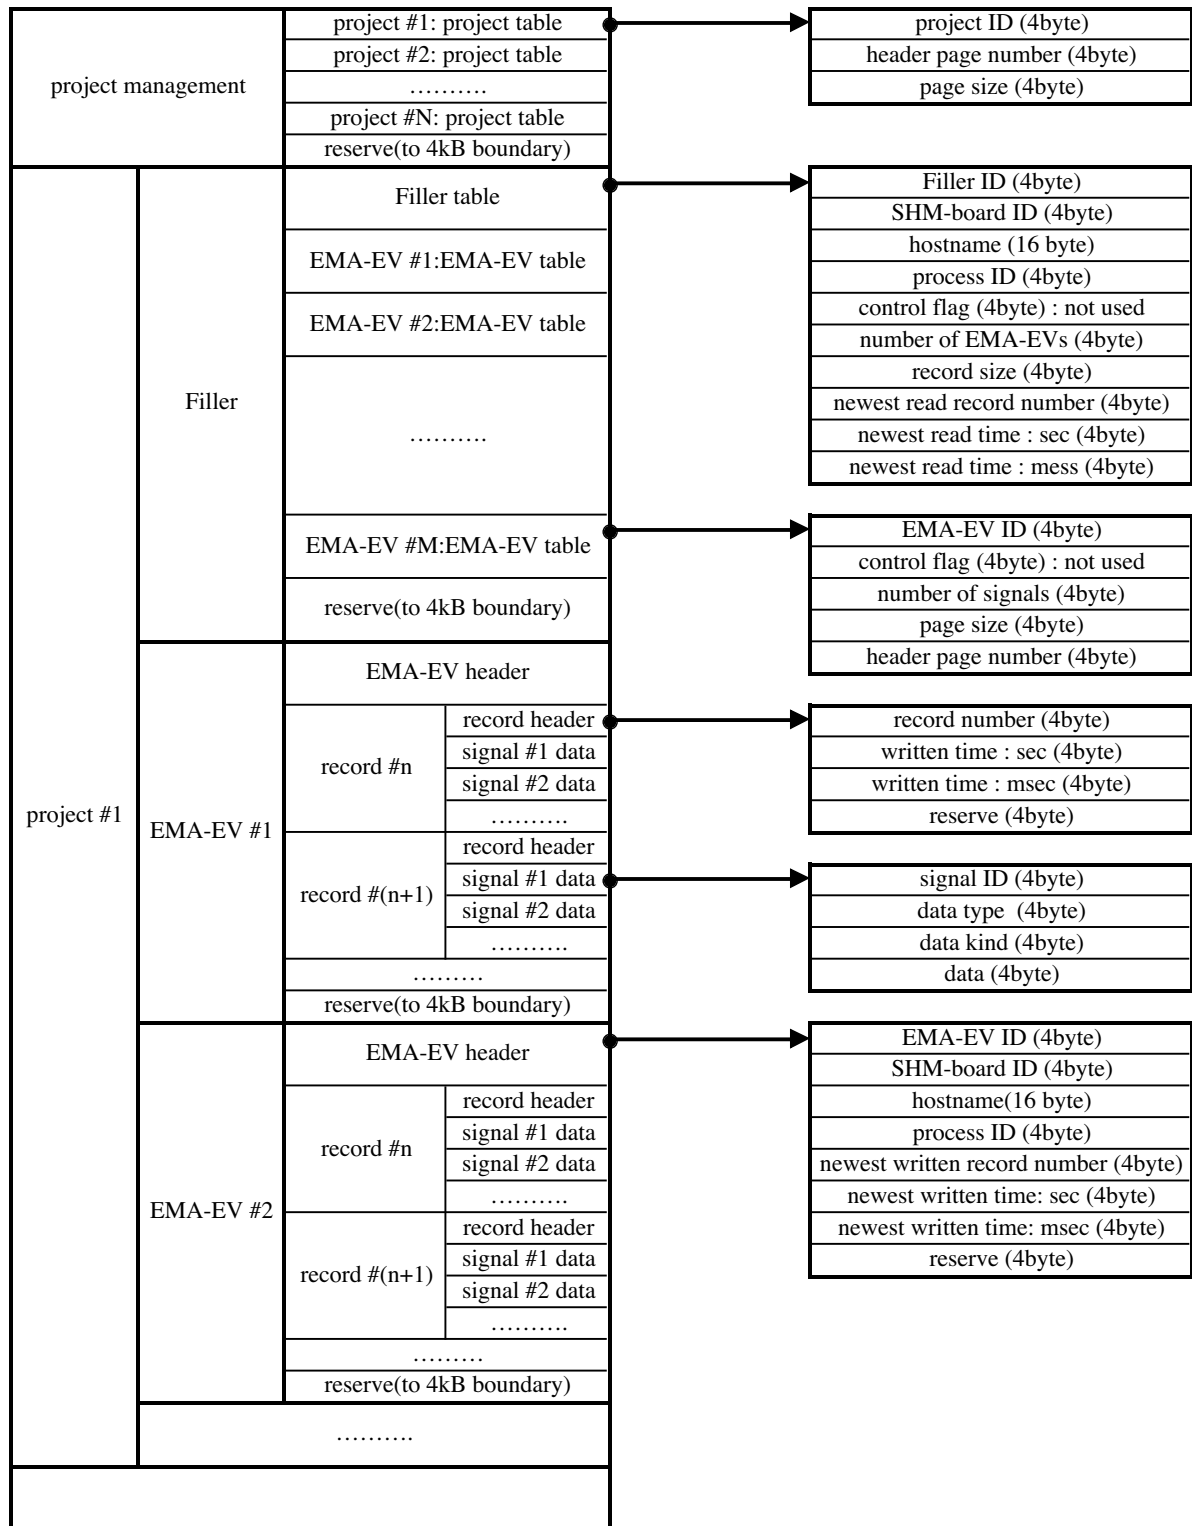 project management
project #1: project table
project #2: project table
……….
project #N: project table
reserve(to 4kB boundary)
project ID (4byte)
header page number (4byte)
page size (4byte)
project #1
Filler
Filler table
EMA-EV #1:EMA-EV table
EMA-EV #2:EMA-EV table
……….
EMA-EV #M:EMA-EV table
reserve(to 4kB boundary)
Filler ID (4byte)
SHM-board ID (4byte)
hostname (16 byte)
process ID (4byte)
control flag (4byte) : not used
number of EMA-EVs (4byte)
record size (4byte)
newest read record number (4byte)
newest read time : sec (4byte)
newest read time : mess (4byte)
EMA-EV ID (4byte)
control flag (4byte) : not used
number of signals (4byte)
page size (4byte)
header page number (4byte)
EMA-EV #1
EMA-EV header
record #n
record header
signal #1 data
signal #2 data
……….
record #(n+1)
record header
signal #1 data
signal #2 data
……….
………
reserve(to 4kB boundary)
record number (4byte)
written time : sec (4byte)
written time : msec (4byte)
reserve (4byte)
signal ID (4byte)
data type (4byte)
data kind (4byte)
data (4byte)
EMA-EV #2
EMA-EV header
record #n
record header
signal #1 data
signal #2 data
……….
record #(n+1)
record header
signal #1 data
signal #2 data
……….
………
reserve(to 4kB boundary)
……….
EMA-EV ID (4byte)
SHM-board ID (4byte)
hostname(16 byte)
process ID (4byte)
newest written record number (4byte)
newest written time: sec (4byte)
newest written time: msec (4byte)
reserve (4byte)